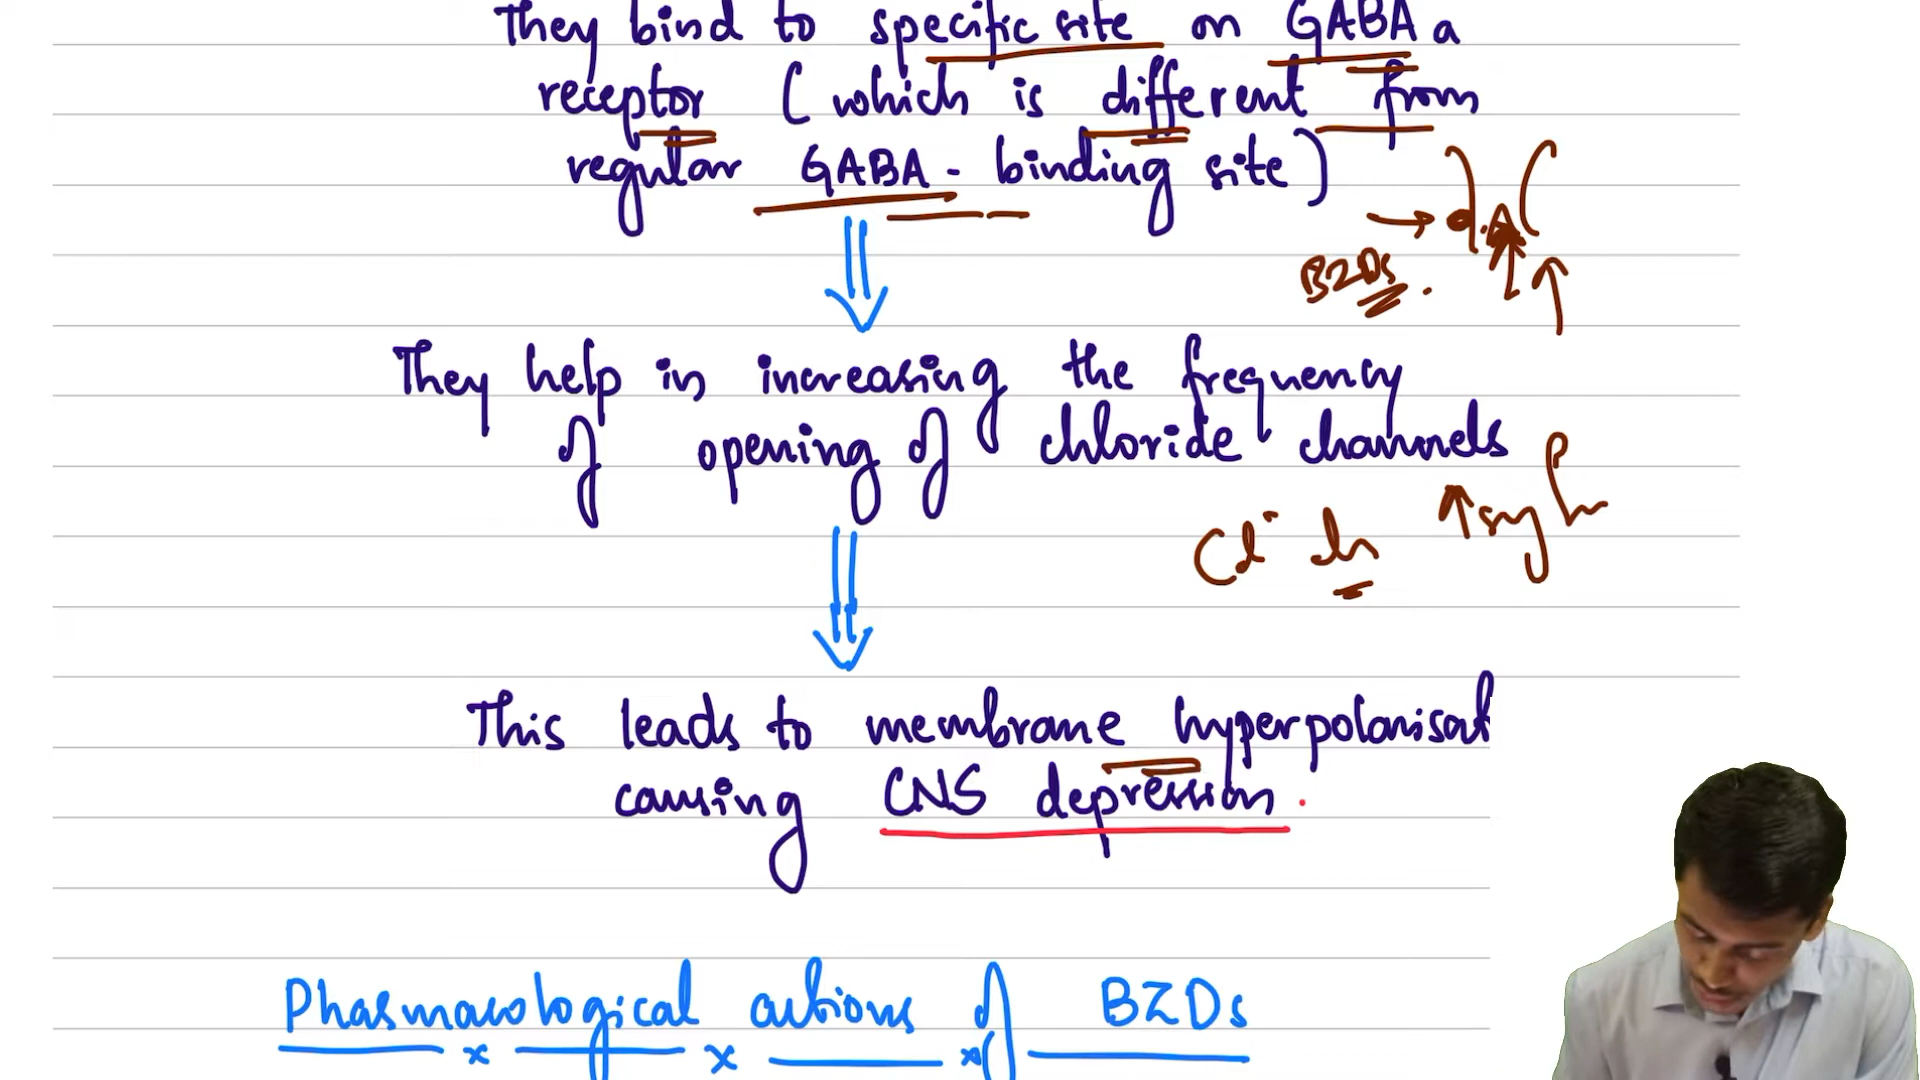 They bind to specific site on GABA a
receptor (which is different from
regular GABA - binding site)
BZDs.
They help in increasing the frequency
of opening of chloride channels
Cl⁻ In
This leads to membrane hyperpolarisat
causing CNS depression.
Pharmacological actions of BZDs